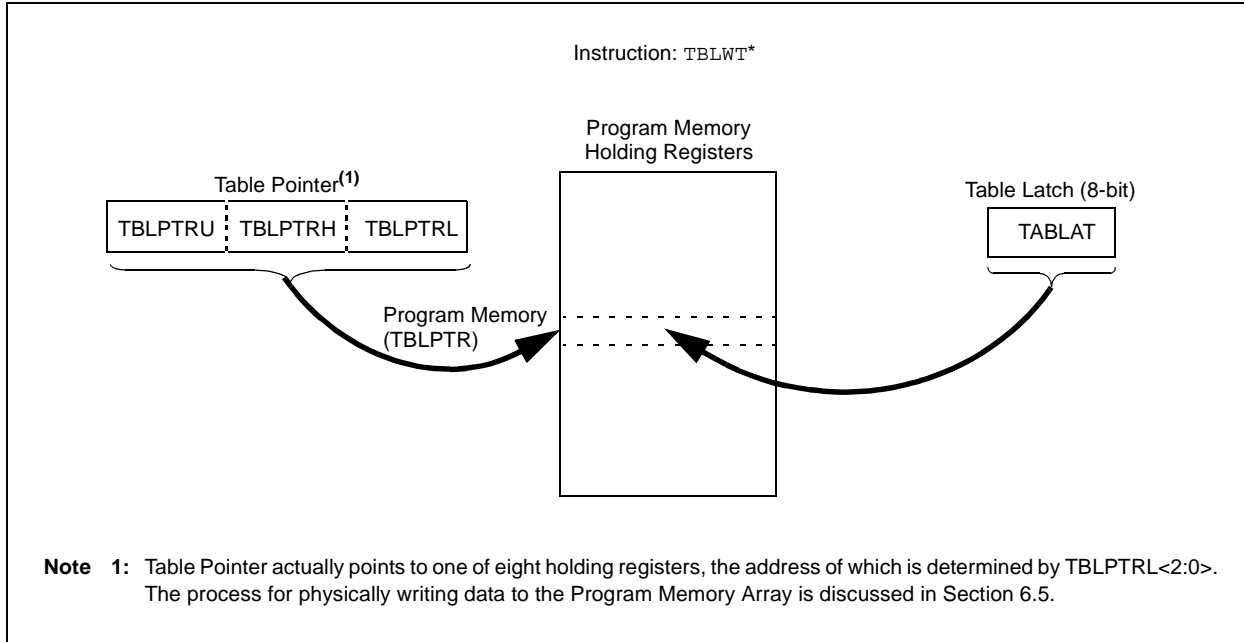 Instruction: TBLWT*
Program Memory
Holding Registers
Table Pointer(1)
Table Latch (8-bit)
TBLPTRU TBLPTRH TBLPTRL
TABLAT
Program Memory
(TBLPTR)
Note 1: Table Pointer actually points to one of eight holding registers, the address of which is determined by TBLPTRL<2:0>.
The process for physically writing data to the Program Memory Array is discussed in Section 6.5.